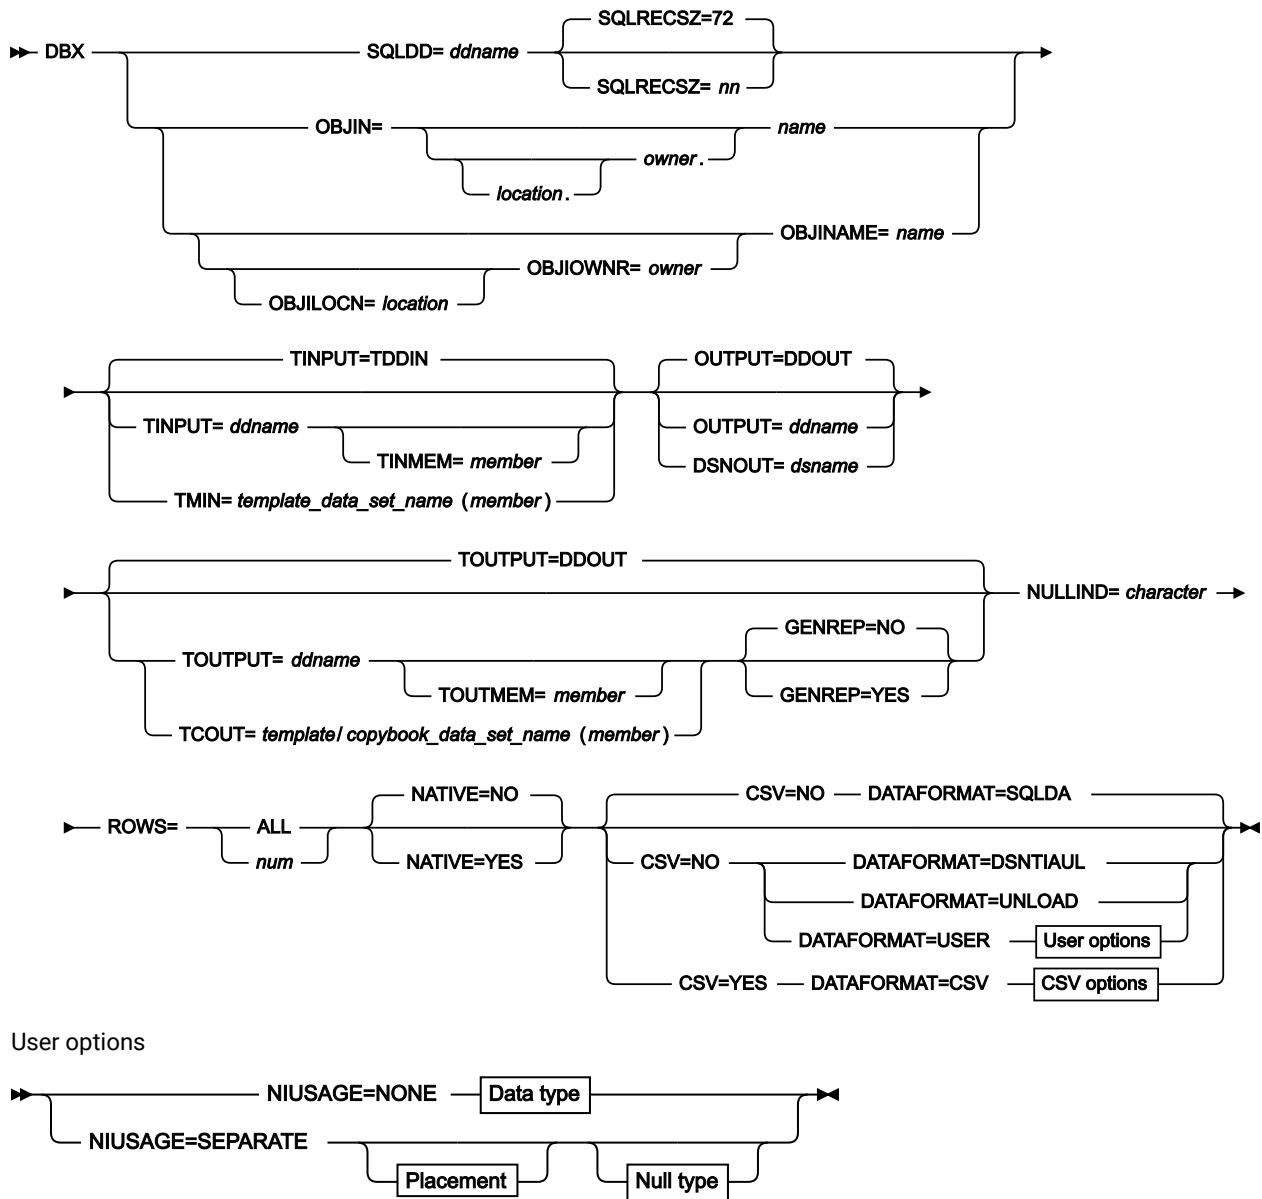 SQLRECSZ=72
DBX SQLDD= ddname
SQLRECSZ= nn
OBJIN= name
owner .
location .
OBJINAME= name
OBJIOWNR= owner
OBJILOCN= location
TINPUT=TDDIN OUTPUT=DDOUT
TINPUT= ddname OUTPUT= ddname
TINMEM= member DSNOUT= dsname
TMIN= template_data_set_name (member)
TOUTPUT=DDOUT
NULLIND= character
GENREP=NO
TOUTPUT= ddname
TOUTMEM= member GENREP=YES
TCOUT= template/ copybook_data_set_name (member)
NATIVE=NO CSV=NO DATAFORMAT=SQLDA
ROWS= ALL
num NATIVE=YES CSV=NO DATAFORMAT=DSNTIAUL
DATAFORMAT=UNLOAD
DATAFORMAT=USER User options
CSV=YES DATAFORMAT=CSV CSV options
User options
NIUSAGE=NONE Data type
NIUSAGE=SEPARATE
Placement Null type